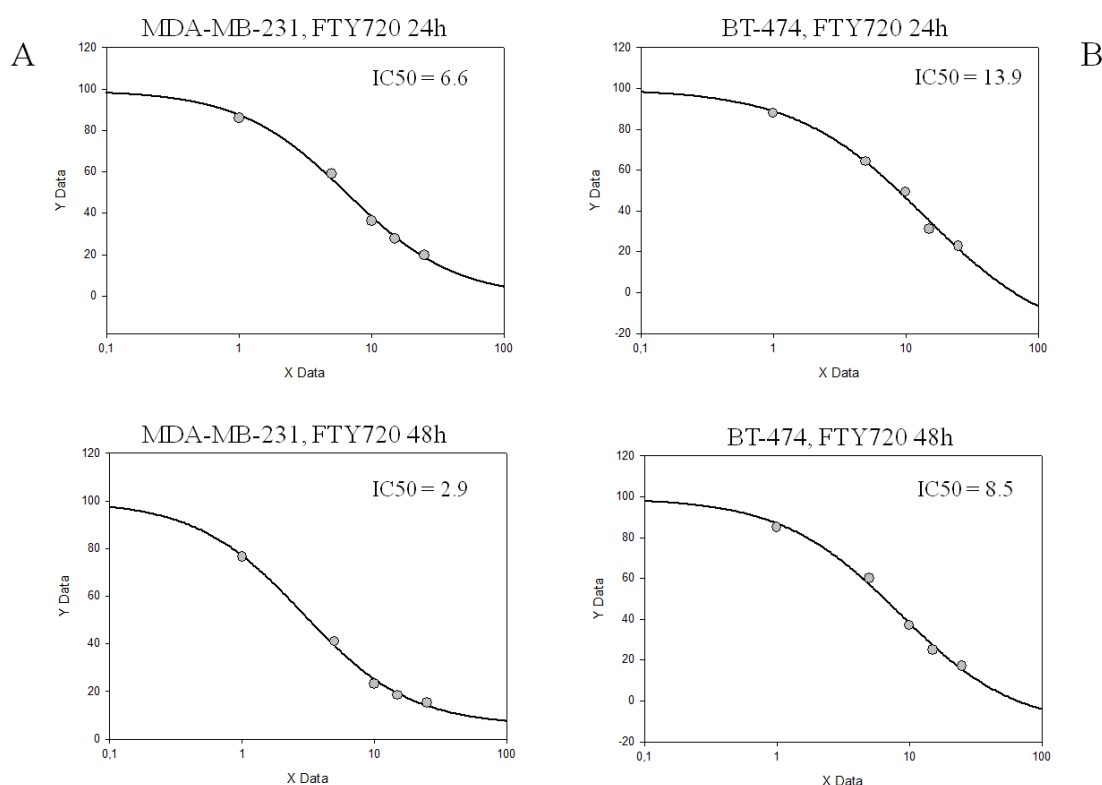 A
B
MDA-MB-231, FTY720 24h
IC50 = 6.6
120
100
80
60
40
20
0
Y Data
0,1
1
10
100
X Data
BT-474, FTY720 24h
IC50 = 13.9
120
100
80
60
40
20
0
-20
Y Data
0,1
1
10
100
X Data
MDA-MB-231, FTY720 48h
IC50 = 2.9
120
100
80
60
40
20
0
Y Data
0,1
1
10
100
X Data
BT-474, FTY720 48h
IC50 = 8.5
120
100
80
60
40
20
0
-20
Y Data
0,1
1
10
100
X Data